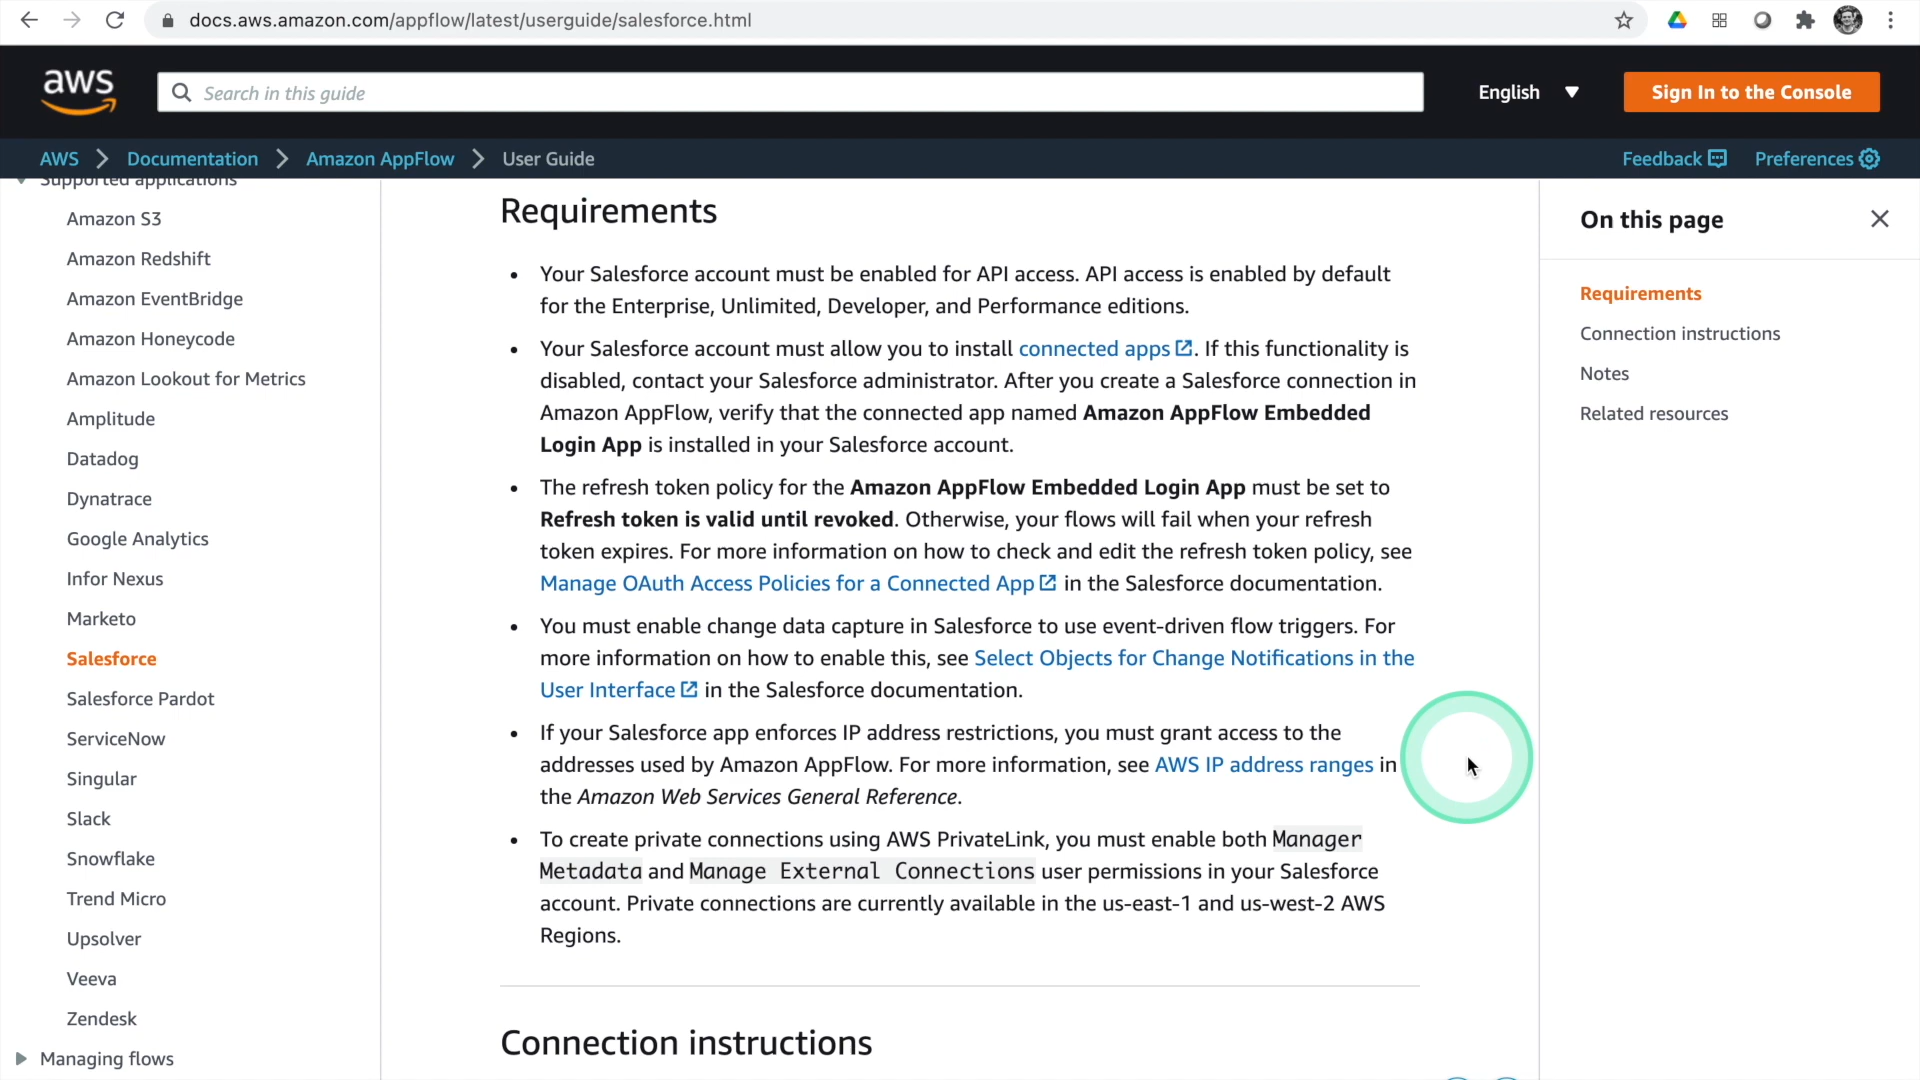 docs.aws.amazon.com/appflow/latest/userguide/salesforce.html
aws
Search in this guide
English
Sign In to the Console
AWS
Documentation
Amazon AppFlow
User Guide
Feedback
Preferences
Supported applications
Amazon S3
Amazon Redshift
Amazon EventBridge
Amazon Honeycode
Amazon Lookout for Metrics
Amplitude
Datadog
Dynatrace
Google Analytics
Infor Nexus
Marketo
Salesforce
Salesforce Pardot
ServiceNow
Singular
Slack
Snowflake
Trend Micro
Upsolver
Veeva
Zendesk
Managing flows
Requirements
• Your Salesforce account must be enabled for API access. API access is enabled by default
for the Enterprise, Unlimited, Developer, and Performance editions.
• Your Salesforce account must allow you to install connected apps. If this functionality is
disabled, contact your Salesforce administrator. After you create a Salesforce connection in
Amazon AppFlow, verify that the connected app named Amazon AppFlow Embedded
Login App is installed in your Salesforce account.
• The refresh token policy for the Amazon AppFlow Embedded Login App must be set to
Refresh token is valid until revoked. Otherwise, your flows will fail when your refresh
token expires. For more information on how to check and edit the refresh token policy, see
Manage OAuth Access Policies for a Connected App in the Salesforce documentation.
• You must enable change data capture in Salesforce to use event-driven flow triggers. For
more information on how to enable this, see Select Objects for Change Notifications in the
User Interface in the Salesforce documentation.
• If your Salesforce app enforces IP address restrictions, you must grant access to the
addresses used by Amazon AppFlow. For more information, see AWS IP address ranges in
the Amazon Web Services General Reference.
• To create private connections using AWS PrivateLink, you must enable both Manager
Metadata and Manage External Connections user permissions in your Salesforce
account. Private connections are currently available in the us-east-1 and us-west-2 AWS
Regions.
Connection instructions
On this page
Requirements
Connection instructions
Notes
Related resources